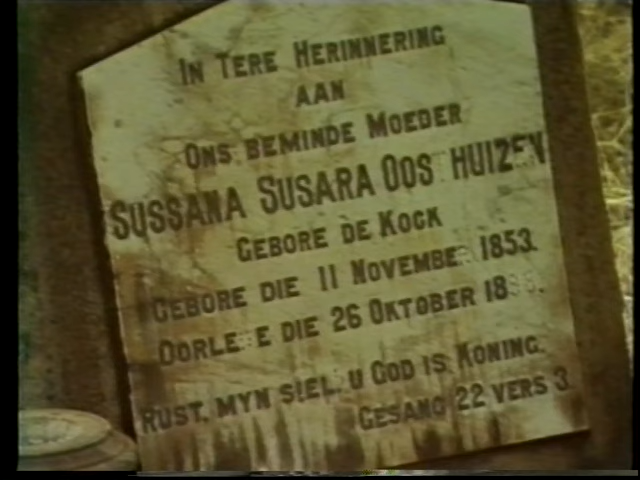 IN TERE HERINNERING
AAN
ONS BEMINDE MOEDER
SUSSANA SUSARA OOSTHUIZEN
GEBORE DE KOCK
GEBORE DIE 11 NOVEMBER 1853.
OORLEDE DIE 26 OKTOBER
RUST, MYN SIEL, U GOD IS KONING.
GESANG 22 VERS 3